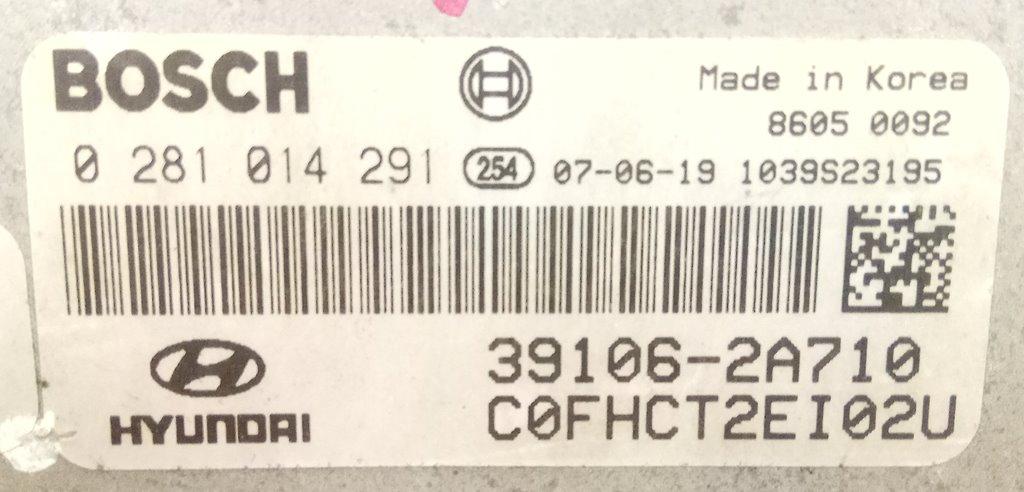 BOSCH
Made in Korea
8605 0092
0 281 014 291 254 07-06-19 1039S23195
HYUNDAI
39106-2A710
C0FHCT2EI02U